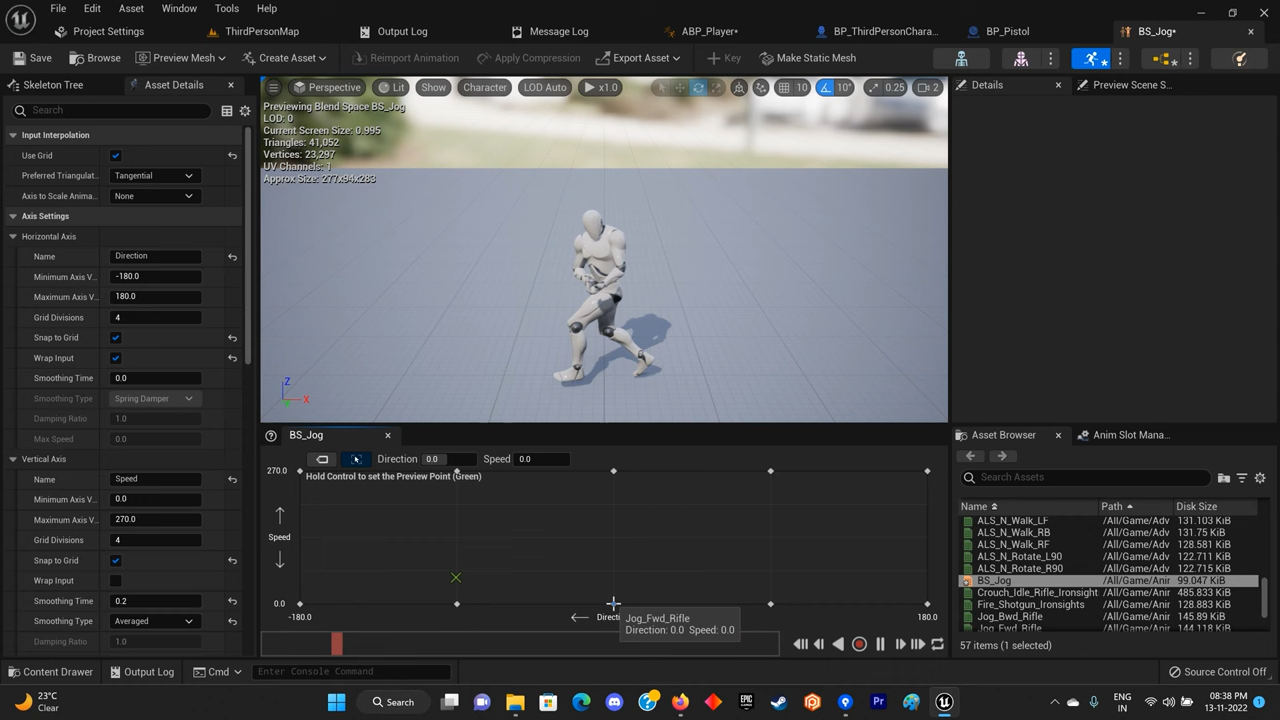 File Edit Asset Window Tools Help
Project Settings ThirdPersonMap Output Log Message Log ABP_Player* BP_ThirdPersonChara... BP_Pistol BS_Jog*
Save Browse Preview Mesh Create Asset Reimport Animation Apply Compression Export Asset Key Make Static Mesh
Skeleton Tree Asset Details
Search
Input Interpolation
Use Grid
Preferred Triangulat Tangential
Axis to Scale Anima None
Axis Settings
Horizontal Axis
Name Direction
Minimum Axis V -180.0
Maximum Axis V 180.0
Grid Divisions 4
Snap to Grid
Wrap Input
Smoothing Time 0.0
Smoothing Type Spring Damper
Damping Ratio 1.0
Max Speed 0.0
Vertical Axis
Name Speed
Minimum Axis V 0.0
Maximum Axis V 270.0
Grid Divisions 4
Snap to Grid
Wrap Input
Smoothing Time 0.2
Smoothing Type Averaged
Damping Ratio 1.0
Perspective Lit Show Character LOD Auto x1.0 10 10° 0.25 2
Previewing Blend Space BS_Jog
LOD: 0
Current Screen Size: 0.995
Triangles: 41,052
Vertices: 23,297
UV Channels: 1
Approx Size: 277x94x283
Z
X
BS_Jog
Direction 0.0 Speed 0.0
270.0
Hold Control to set the Preview Point (Green)
Speed
0.0
-180.0 Directi 180.0
Jog_Fwd_Rifle
Direction: 0.0 Speed: 0.0
Details Preview Scene S...
Asset Browser Anim Slot Mana...
Search Assets
Name Path Disk Size
ALS_N_Walk_LF /All/Game/Adv 131.103 KiB
ALS_N_Walk_RB /All/Game/Adv 131.75 KiB
ALS_N_Walk_RF /All/Game/Adv 128.581 KiB
ALS_N_Rotate_L90 /All/Game/Adv 122.715 KiB
ALS_N_Rotate_R90 /All/Game/Adv 122.715 KiB
BS_Jog /All/Game/Anir 99.047 KiB
Crouch_Idle_Rifle_Ironsight /All/Game/Anir 485.833 KiB
Fire_Shotgun_Ironsights /All/Game/Anir 128.883 KiB
Jog_Bwd_Rifle /All/Game/Anir 145.89 KiB
Jog_Fwd_Rifle /All/Game/Anir 144.118 KiB
57 items (1 selected)
Content Drawer Output Log Cmd Enter Console Command Source Control Off
23°C
Clear
Search
Pr
EPIC GAMES
ENG
IN
08:38 PM
13-11-2022
1